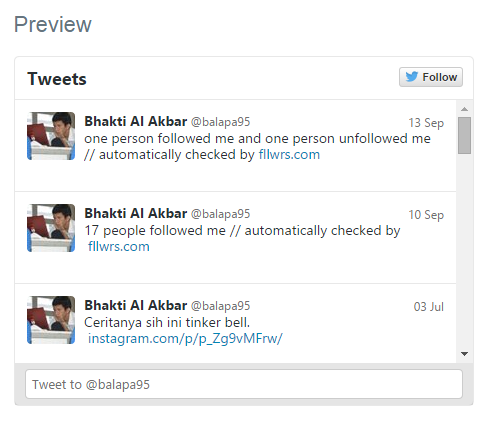 Preview
Tweets
Follow
Bhakti Al Akbar @balapa95 13 Sep
one person followed me and one person unfollowed me
// automatically checked by fllwrs.com
Bhakti Al Akbar @balapa95 10 Sep
17 people followed me // automatically checked by
fllwrs.com
Bhakti Al Akbar @balapa95 03 Jul
Ceritanya sih ini tinker bell.
instagram.com/p/p_Zg9vMFrw/
Tweet to @balapa95